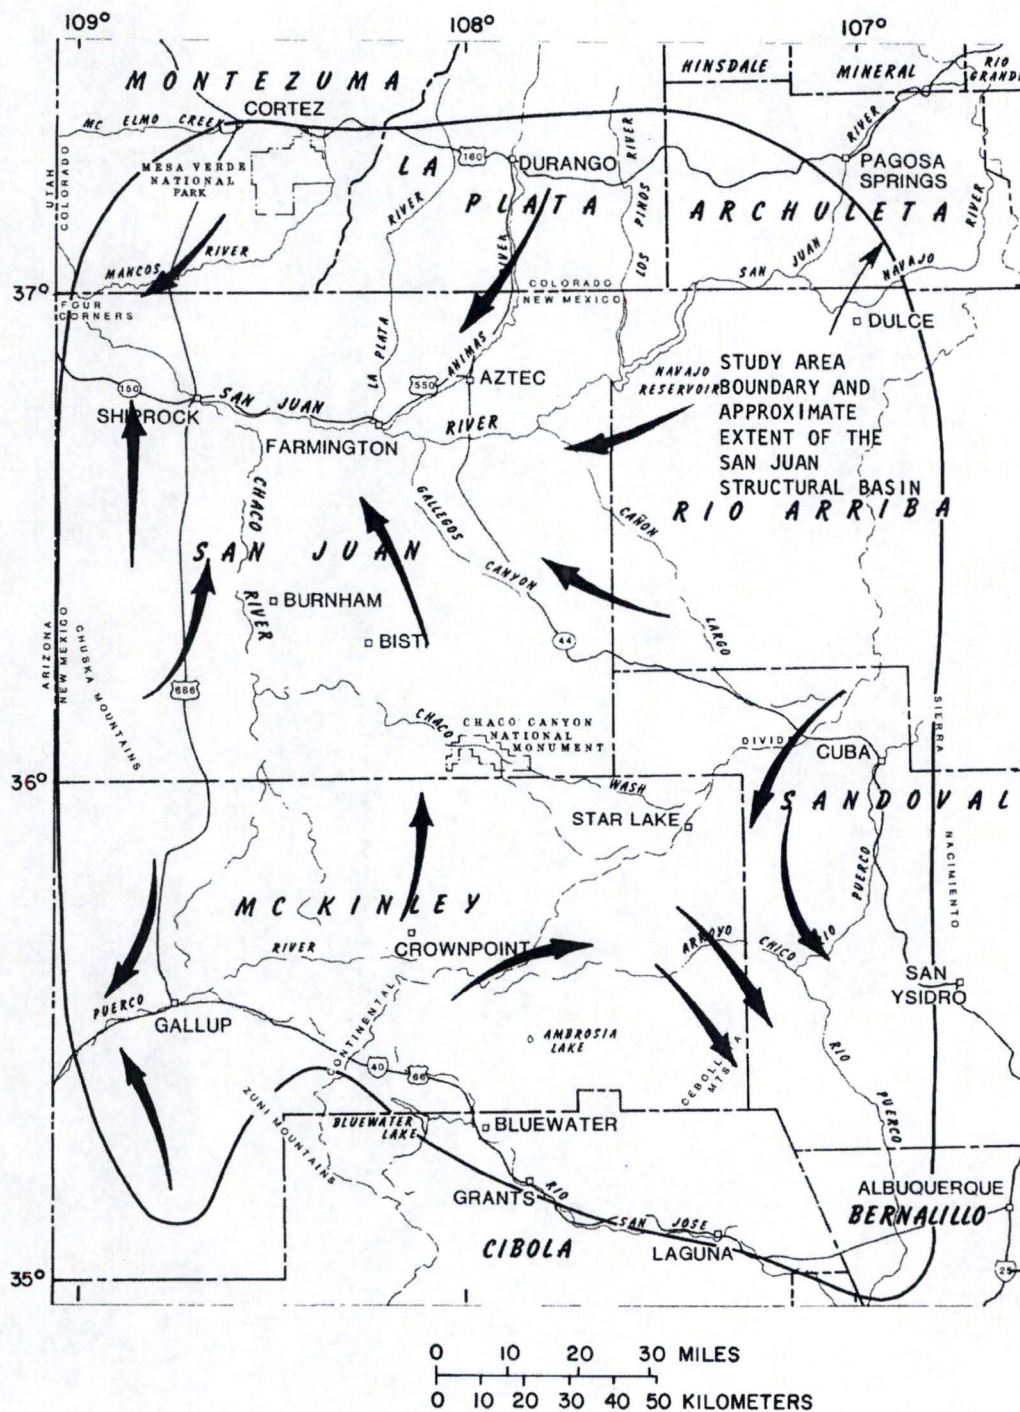 109°
108°
107°
MONTEZUMA
HINSDALE
MINERAL
RIO
GRANDE
CORTEZ
MC ELMO CREEK
RIVER
RIVER
UTAH
COLORADO
MESA VERDE
NATIONAL
PARK
LA
160
DURANGO
PAGOSA
SPRINGS
PLATA
ARCHULETA
RIVER
RIVER
LOS PINOS
RIVER
MANCOS RIVER
SAN JUAN
NAVAJO
37°
COLORADO
NEW MEXICO
FOUR
CORNERS
DULCE
LA PLATA
ANIMAS
150
550
AZTEC
NAVAJO
RESERVOIR
STUDY AREA
BOUNDARY AND
APPROXIMATE
EXTENT OF THE
SAN JUAN
STRUCTURAL BASIN
SHIPROCK
SAN JUAN
RIVER
FARMINGTON
CHACO
RIVER
GALLEGOS
CANYON
CAÑON
LARGO
RIO ARRIBA
SAN JUAN
BURNHAM
BISTI
44
ARIZONA
NEW MEXICO
CHUSKA MOUNTAINS
666
CHACO
CHACO CANYON
NATIONAL
MONUMENT
DIVIDE
CUBA
SIERRA
36°
WASH
STAR LAKE
SANDOVAL
NACIMIENTO
PUERCO
RIO
MC KINLEY
RIVER
CROWNPOINT
ARROYO
CHICO
SAN
YSIDRO
PUERCO
GALLUP
CONTINENTAL
AMBROSIA
LAKE
CEBOLLETA
MTS
RIO
40
66
ZUNI MOUNTAINS
BLUEWATER
LAKE
BLUEWATER
PUERCO
GRANTS
RIO
SAN JOSE
ALBUQUERQUE
BERNALILLO
CIBOLA
LAGUNA
35°
25
0 10 20 30 MILES
0 10 20 30 40 50 KILOMETERS